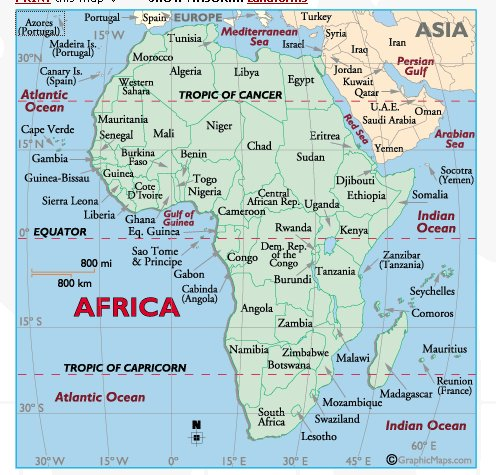 Landforms
Azores
(Portugal)
Portugal
Spain
EUROPE
Turkey
ASIA
15°W
Madeira Is.
(Portugal)
Tunisia
Mediterranean
Sea
Syria
Israel
Iraq
Iran
Morocco
30°N
Canary Is.
(Spain)
Algeria
Libya
Egypt
Jordan
Kuwait
Qatar
Persian
Gulf
Western
Sahara
TROPIC OF CANCER
Atlantic
Ocean
U.A.E.
Oman
Saudi Arabia
Red Sea
Mauritania
Cape Verde
Senegal
Mali
Niger
Chad
Eritrea
Sudan
Yemen
Arabian
Sea
15°N
Gambia
Burkina
Faso
Benin
Guinea-Bissau
Guinea
Togo
Nigeria
Djibouti
Ethiopia
Socotra
(Yemen)
Cote
D'Ivoire
Central
African Rep.
Uganda
Somalia
Sierra Leona
Liberia
Ghana
Gulf of
Guinea
Cameroon
Indian
Ocean
0°
EQUATOR
Eq. Guinea
Rwanda
Kenya
Sao Tome
& Principe
Congo
Dem. Rep.
of the
Congo
Zanzibar
(Tanzania)
800 mi
800 km
Gabon
Burundi
Tanzania
Cabinda
(Angola)
Seychelles
AFRICA
Angola
Comoros
15°S
Zambia
Namibia
Zimbabwe
Malawi
Mauritius
TROPIC OF CAPRICORN
Botswana
Reunion
(France)
Atlantic Ocean
Mozambique
Madagascar
30°S
South
Africa
Swaziland
Lesotho
Indian Ocean
N
60°E
©GraphicMaps.com
30°W
15°W
0°
15°E
30°E
45°E